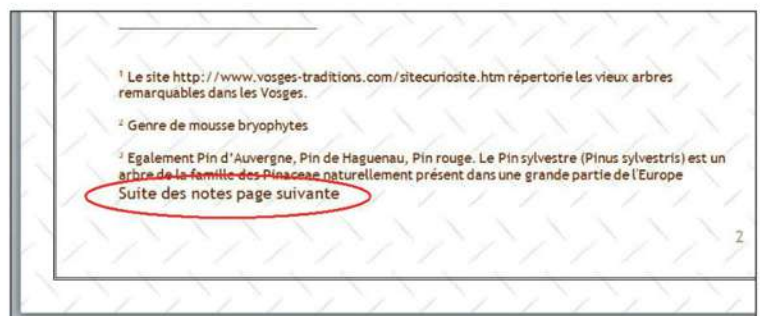 ¹ Le site http://www.vosges-traditions.com/sitecuriosite.htm répertorie les vieux arbres
remarquables dans les Vosges.
² Genre de mousse bryophytes
³ Egalement Pin d'Auvergne, Pin de Haguenau, Pin rouge. Le Pin sylvestre (Pinus sylvestris) est un
arbre de la famille des Pinaceae naturellement présent dans une grande partie de l'Europe
Suite des notes page suivante
2